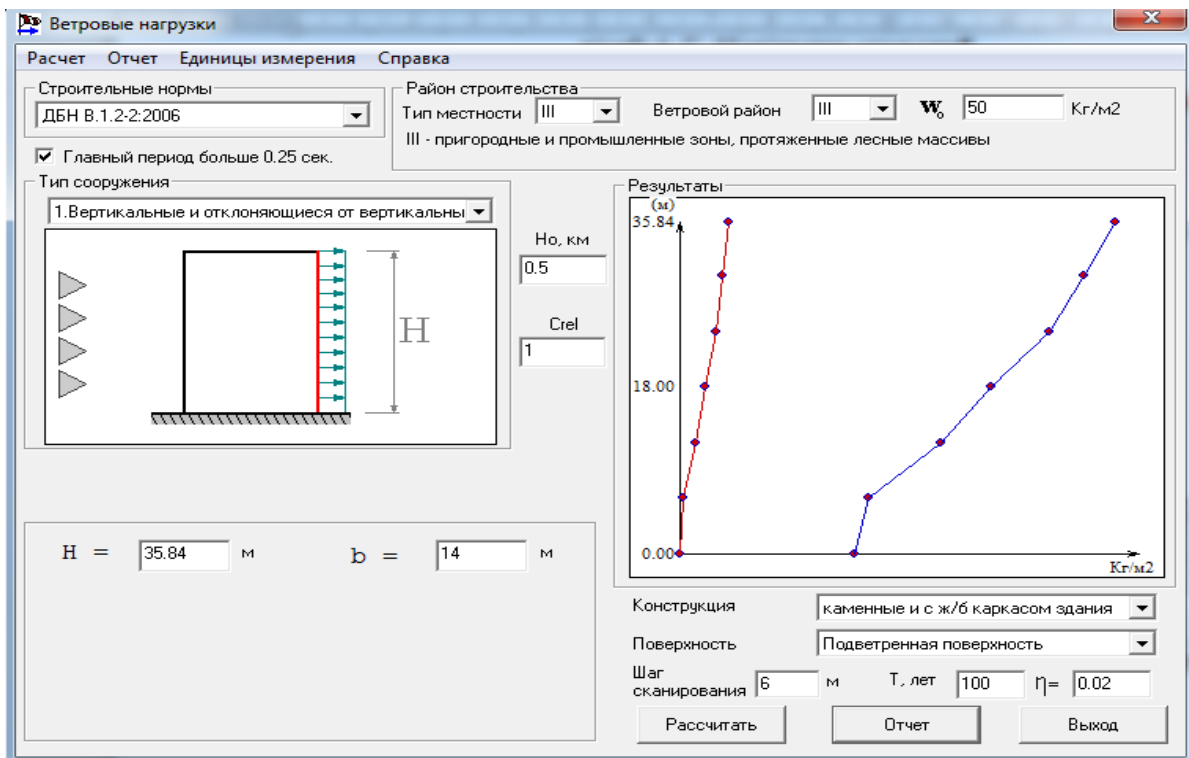 Ветровые нагрузки
Расчет Отчет Единицы измерения Справка
Строительные нормы
ДБН В.1.2-2:2006
Главный период больше 0.25 сек.
Район строительства
Тип местности III Ветровой район III W₀ 50 Кг/м2
III - пригородные и промышленные зоны, протяженные лесные массивы
Тип сооружения
1.Вертикальные и отклоняющиеся от вертикальны
H
Ho, км
0.5
Crel
1
Результаты
(м)
35.84
18.00
0.00
Кг/м2
H = 35.84 м b = 14 м
Конструкция каменные и с ж/б каркасом здания
Поверхность Подветренная поверхность
Шаг
сканирования 6 м Т, лет 100 η= 0.02
Рассчитать Отчет Выход